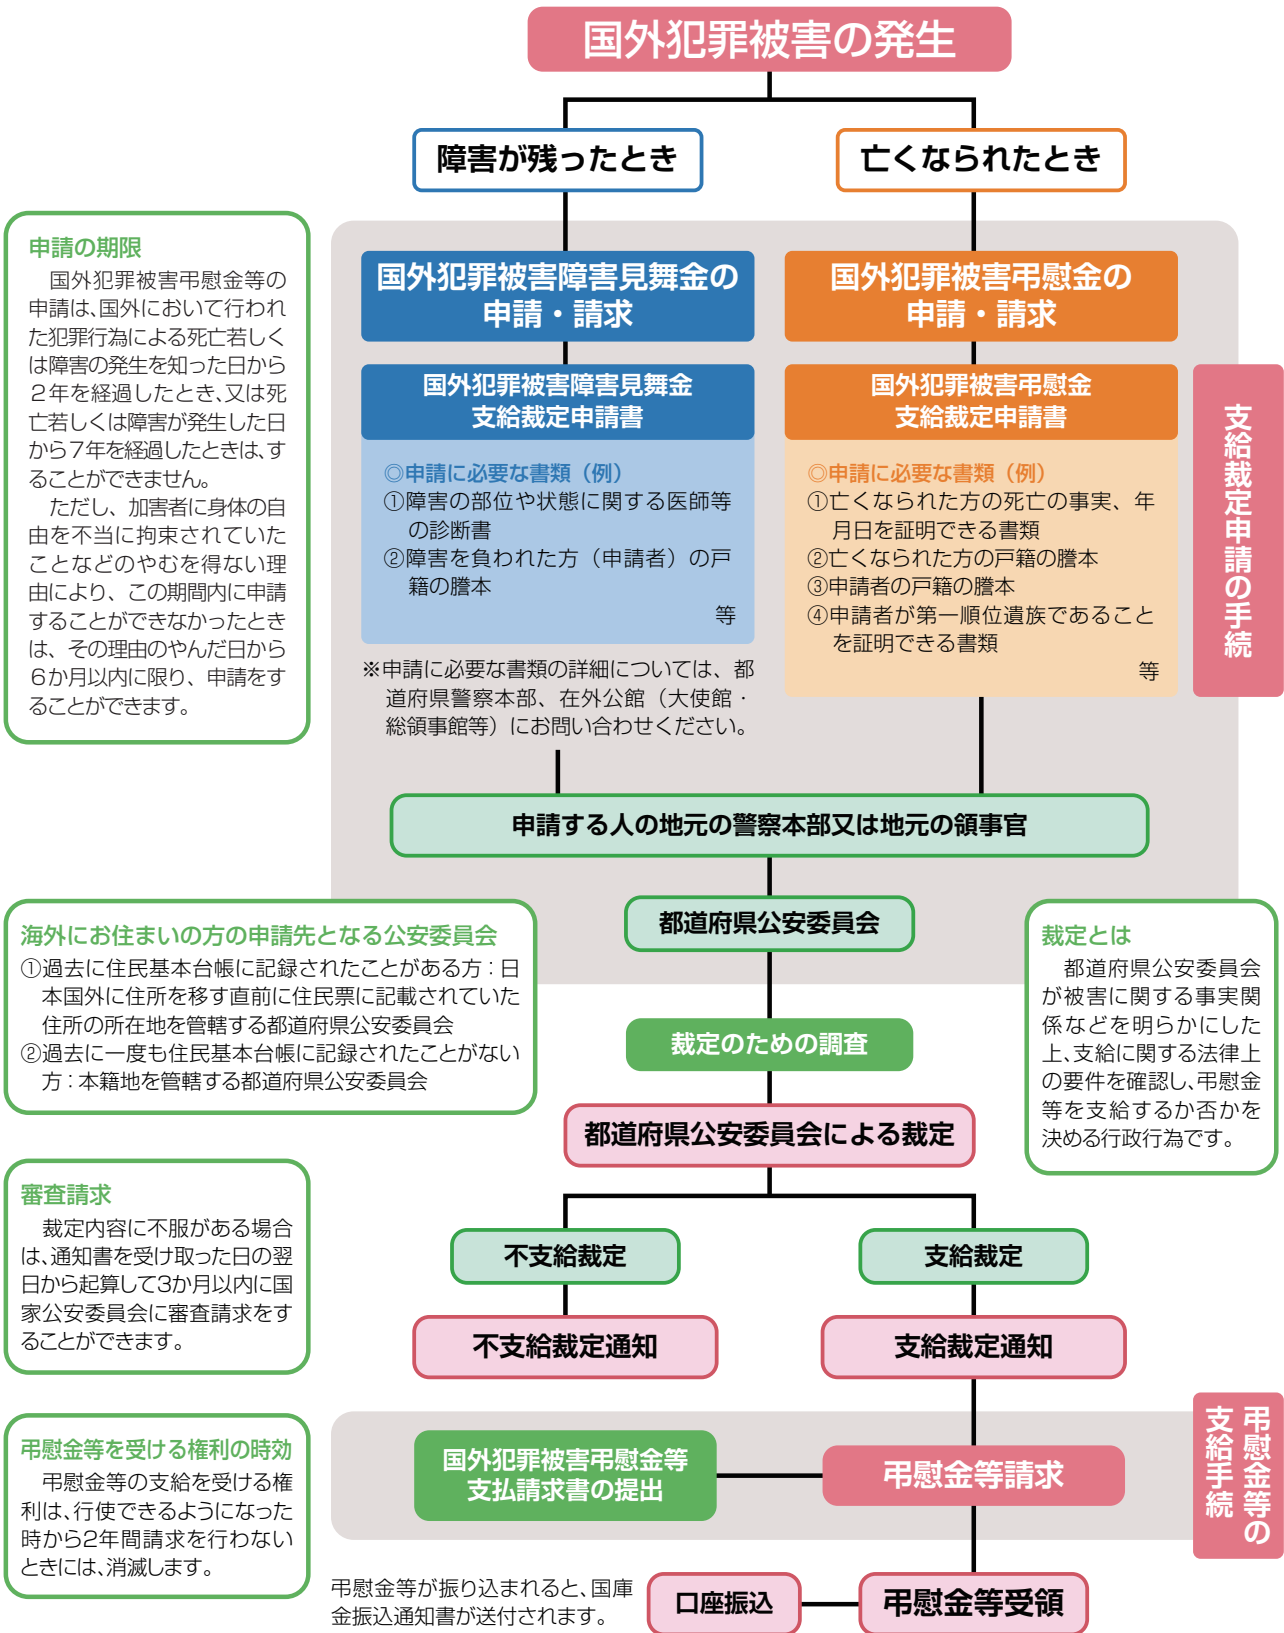 国外犯罪被害の発生
障害が残ったとき
亡くなられたとき
申請の期限
国外犯罪被害弔慰金等の
申請は、国外において行われ
た犯罪行為による死亡若しく
は障害の発生を知った日から
２年を経過したとき、又は死
亡若しくは障害が発生した日
から７年を経過したときは、す
ることができません。
ただし、加害者に身体の自
由を不当に拘束されていた
ことなどのやむを得ない理
由により、この期間内に申請
することができなかったとき
は、その理由のやんだ日から
６か月以内に限り、申請をす
ることができます。
国外犯罪被害障害見舞金の
申請・請求
国外犯罪被害障害見舞金
支給裁定申請書
◎申請に必要な書類（例）
①障害の部位や状態に関する医師等
の診断書
②障害を負われた方（申請者）の戸
籍の謄本
等
※申請に必要な書類の詳細については、都
道府県警察本部、在外公館（大使館・
総領事館等）にお問い合わせください。
国外犯罪被害弔慰金の
申請・請求
国外犯罪被害弔慰金
支給裁定申請書
◎申請に必要な書類（例）
①亡くなられた方の死亡の事実、年
月日を証明できる書類
②亡くなられた方の戸籍の謄本
③申請者の戸籍の謄本
④申請者が第一順位遺族であること
を証明できる書類
等
支給裁定申請の手続
申請する人の地元の警察本部又は地元の領事官
都道府県公安委員会
海外にお住まいの方の申請先となる公安委員会
①過去に住民基本台帳に記録されたことがある方：日
本国外に住所を移す直前に住民票に記載されていた
住所の所在地を管轄する都道府県公安委員会
②過去に一度も住民基本台帳に記録されたことがない
方：本籍地を管轄する都道府県公安委員会
裁定とは
都道府県公安委員会
が被害に関する事実関
係などを明らかにした
上、支給に関する法律上
の要件を確認し、弔慰金
等を支給するか否かを
決める行政行為です。
裁定のための調査
都道府県公安委員会による裁定
審査請求
裁定内容に不服がある場合
は、通知書を受け取った日の翌
日から起算して3か月以内に国
家公安委員会に審査請求をす
ることができます。
不支給裁定
支給裁定
不支給裁定通知
支給裁定通知
弔慰金等を受ける権利の時効
弔慰金等の支給を受ける権
利は、行使できるようになった
時から2年間請求を行わない
ときには、消滅します。
国外犯罪被害弔慰金等
支払請求書の提出
弔慰金等請求
弔慰金等の
支給手続
弔慰金等が振り込まれると、国庫
金振込通知書が送付されます。
口座振込
弔慰金等受領